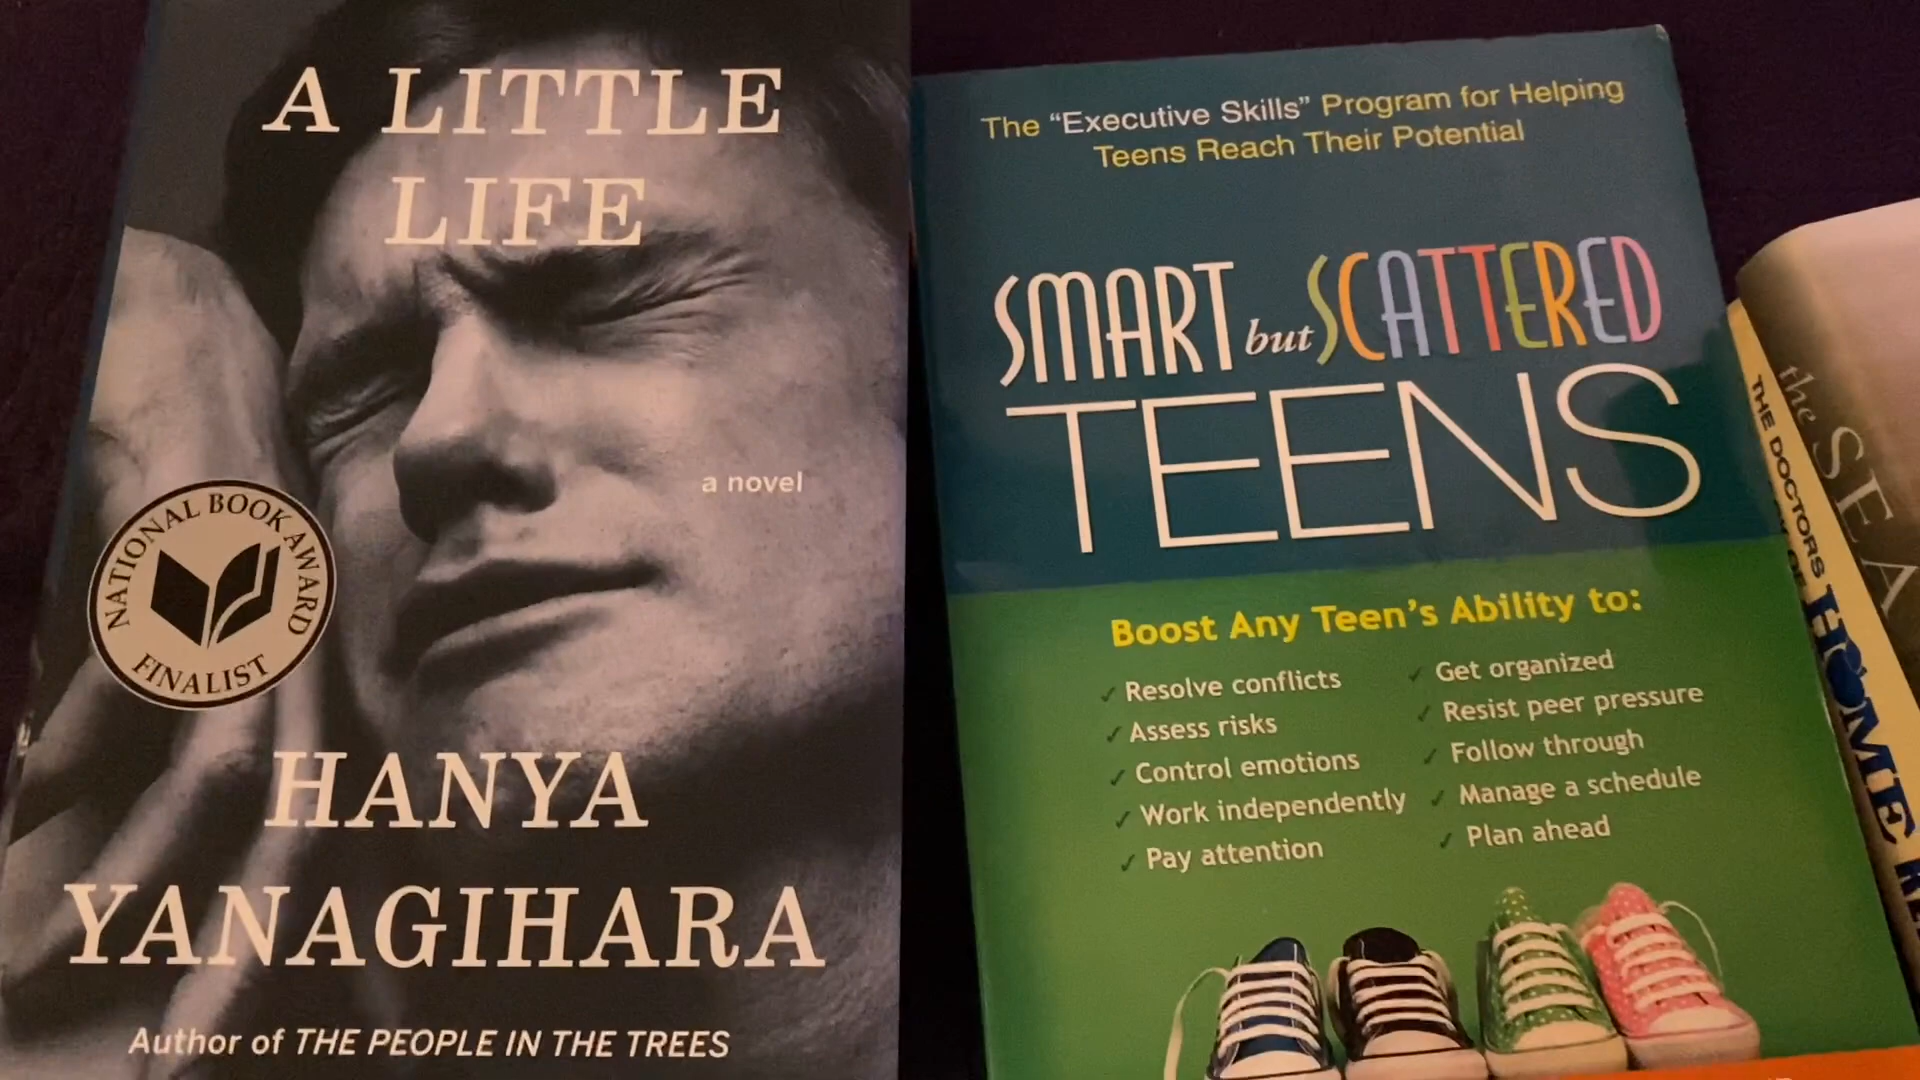 A LITTLE
LIFE
a novel
NATIONAL BOOK AWARD
FINALIST
HANYA
YANAGIHARA
Author of THE PEOPLE IN THE TREES
The “Executive Skills” Program for Helping
Teens Reach Their Potential
SMART but SCATTERED
TEENS
Boost Any Teen’s Ability to:
✓ Resolve conflicts
✓ Assess risks
✓ Control emotions
✓ Work independently
✓ Pay attention
✓ Get organized
✓ Resist peer pressure
✓ Follow through
✓ Manage a schedule
✓ Plan ahead
the SEA
THE DOCTORS
HOME